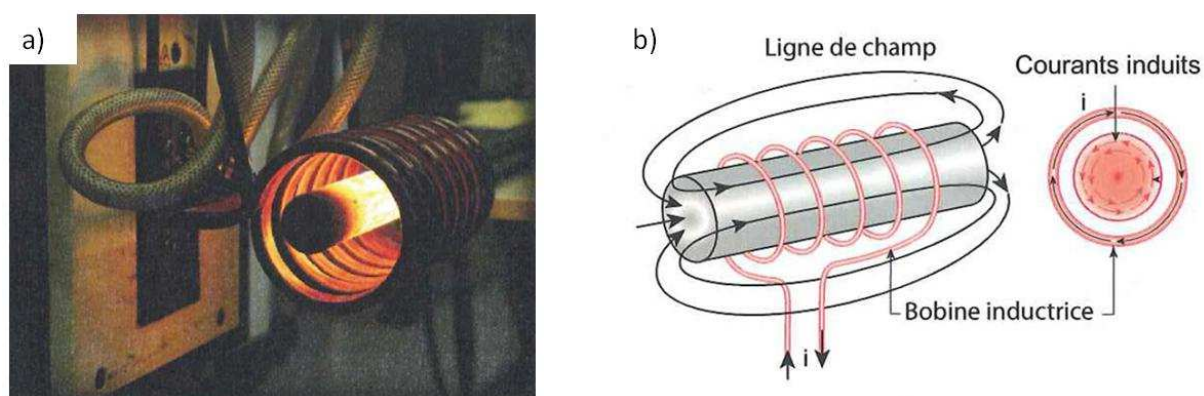 a)
b)
Ligne de champ
Courants induits
i
Bobine inductrice
i